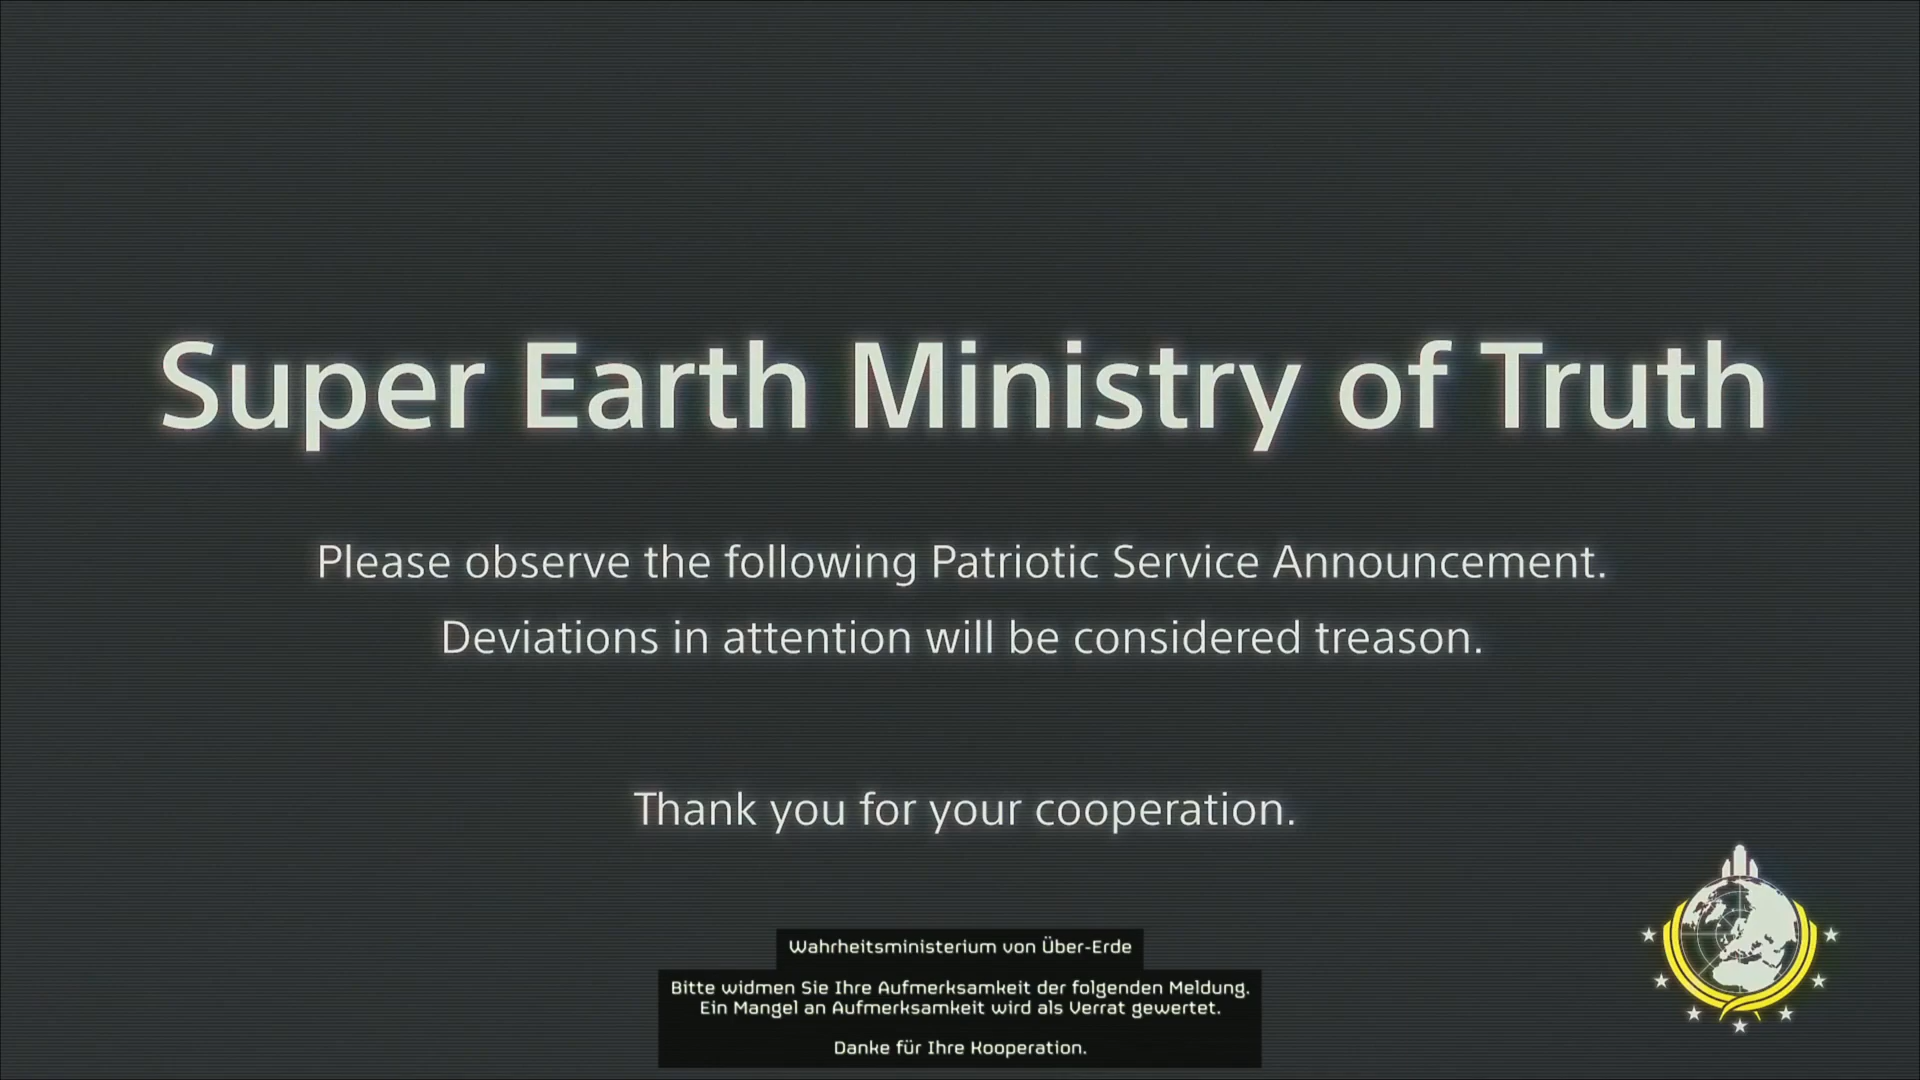 Super Earth Ministry of Truth
Please observe the following Patriotic Service Announcement.
Deviations in attention will be considered treason.
Thank you for your cooperation.
Wahrheitsministerium von Über-Erde
Bitte widmen Sie Ihre Aufmerksamkeit der folgenden Meldung.
Ein Mangel an Aufmerksamkeit wird als Verrat gewertet.
Danke für Ihre Kooperation.